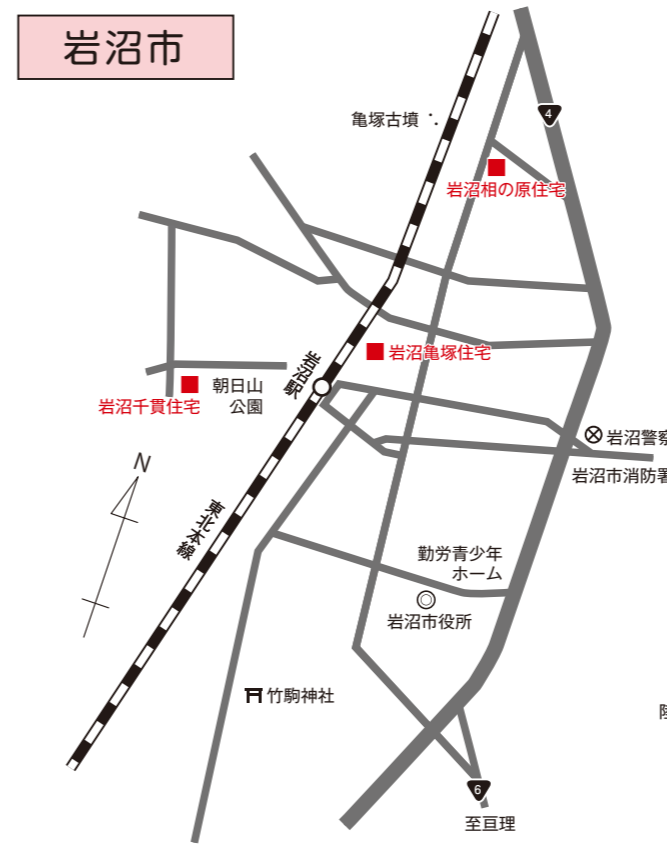 岩沼市
亀塚古墳
4
岩沼相の原住宅
岩沼駅
岩沼亀塚住宅
朝日山
公園
岩沼千貫住宅
岩沼警察
岩沼市消防署
N
東北本線
勤労青少年
ホーム
岩沼市役所
竹駒神社
6
至亘理